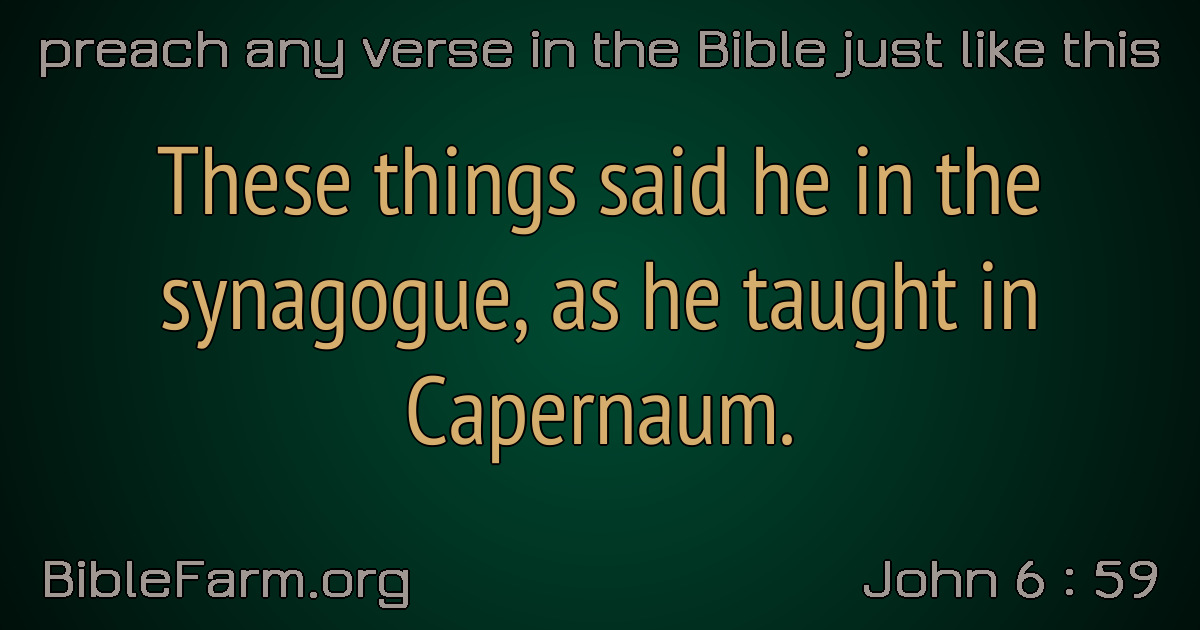 preach any verse in the Bible just like this
These things said he in the
synagogue, as he taught in
Capernaum.
BibleFarm.org
John 6 : 59